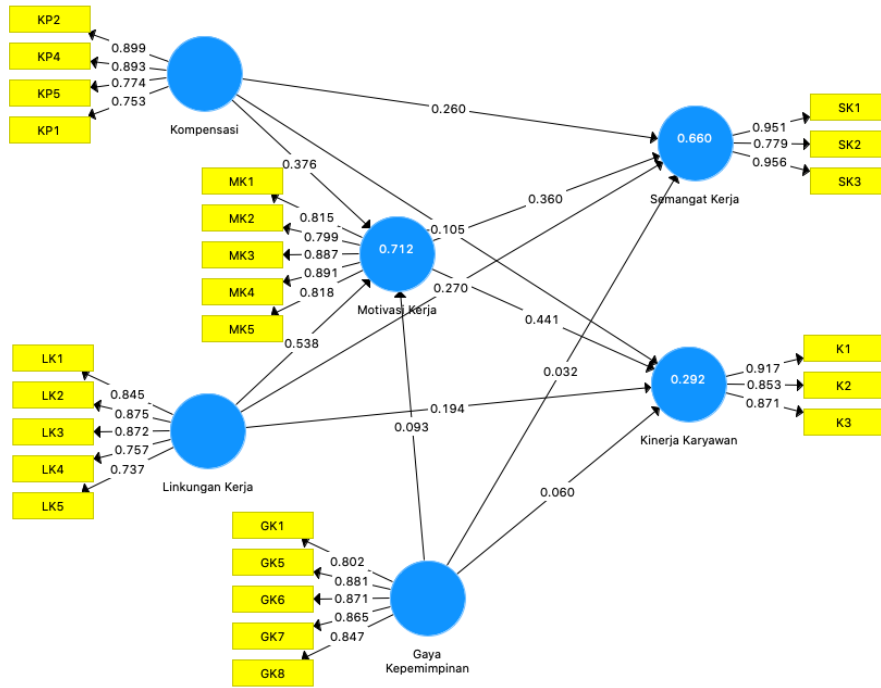 KP2
KP4
KP5
KP1
0.899
0.893
0.774
0.753
Kompensasi
0.260
0.376
0.105
MK1
MK2
MK3
MK4
MK5
0.815
0.799
0.887
0.891
0.818
0.712
Motivasi Kerja
0.360
0.270
0.441
0.660
Semangat Kerja
0.951
0.779
0.956
SK1
SK2
SK3
LK1
LK2
LK3
LK4
LK5
0.845
0.875
0.872
0.757
0.737
Linkungan Kerja
0.538
0.194
0.093
0.032
0.060
0.292
Kinerja Karyawan
0.917
0.853
0.871
K1
K2
K3
GK1
GK5
GK6
GK7
GK8
0.802
0.881
0.871
0.865
0.847
Gaya
Kepemimpinan